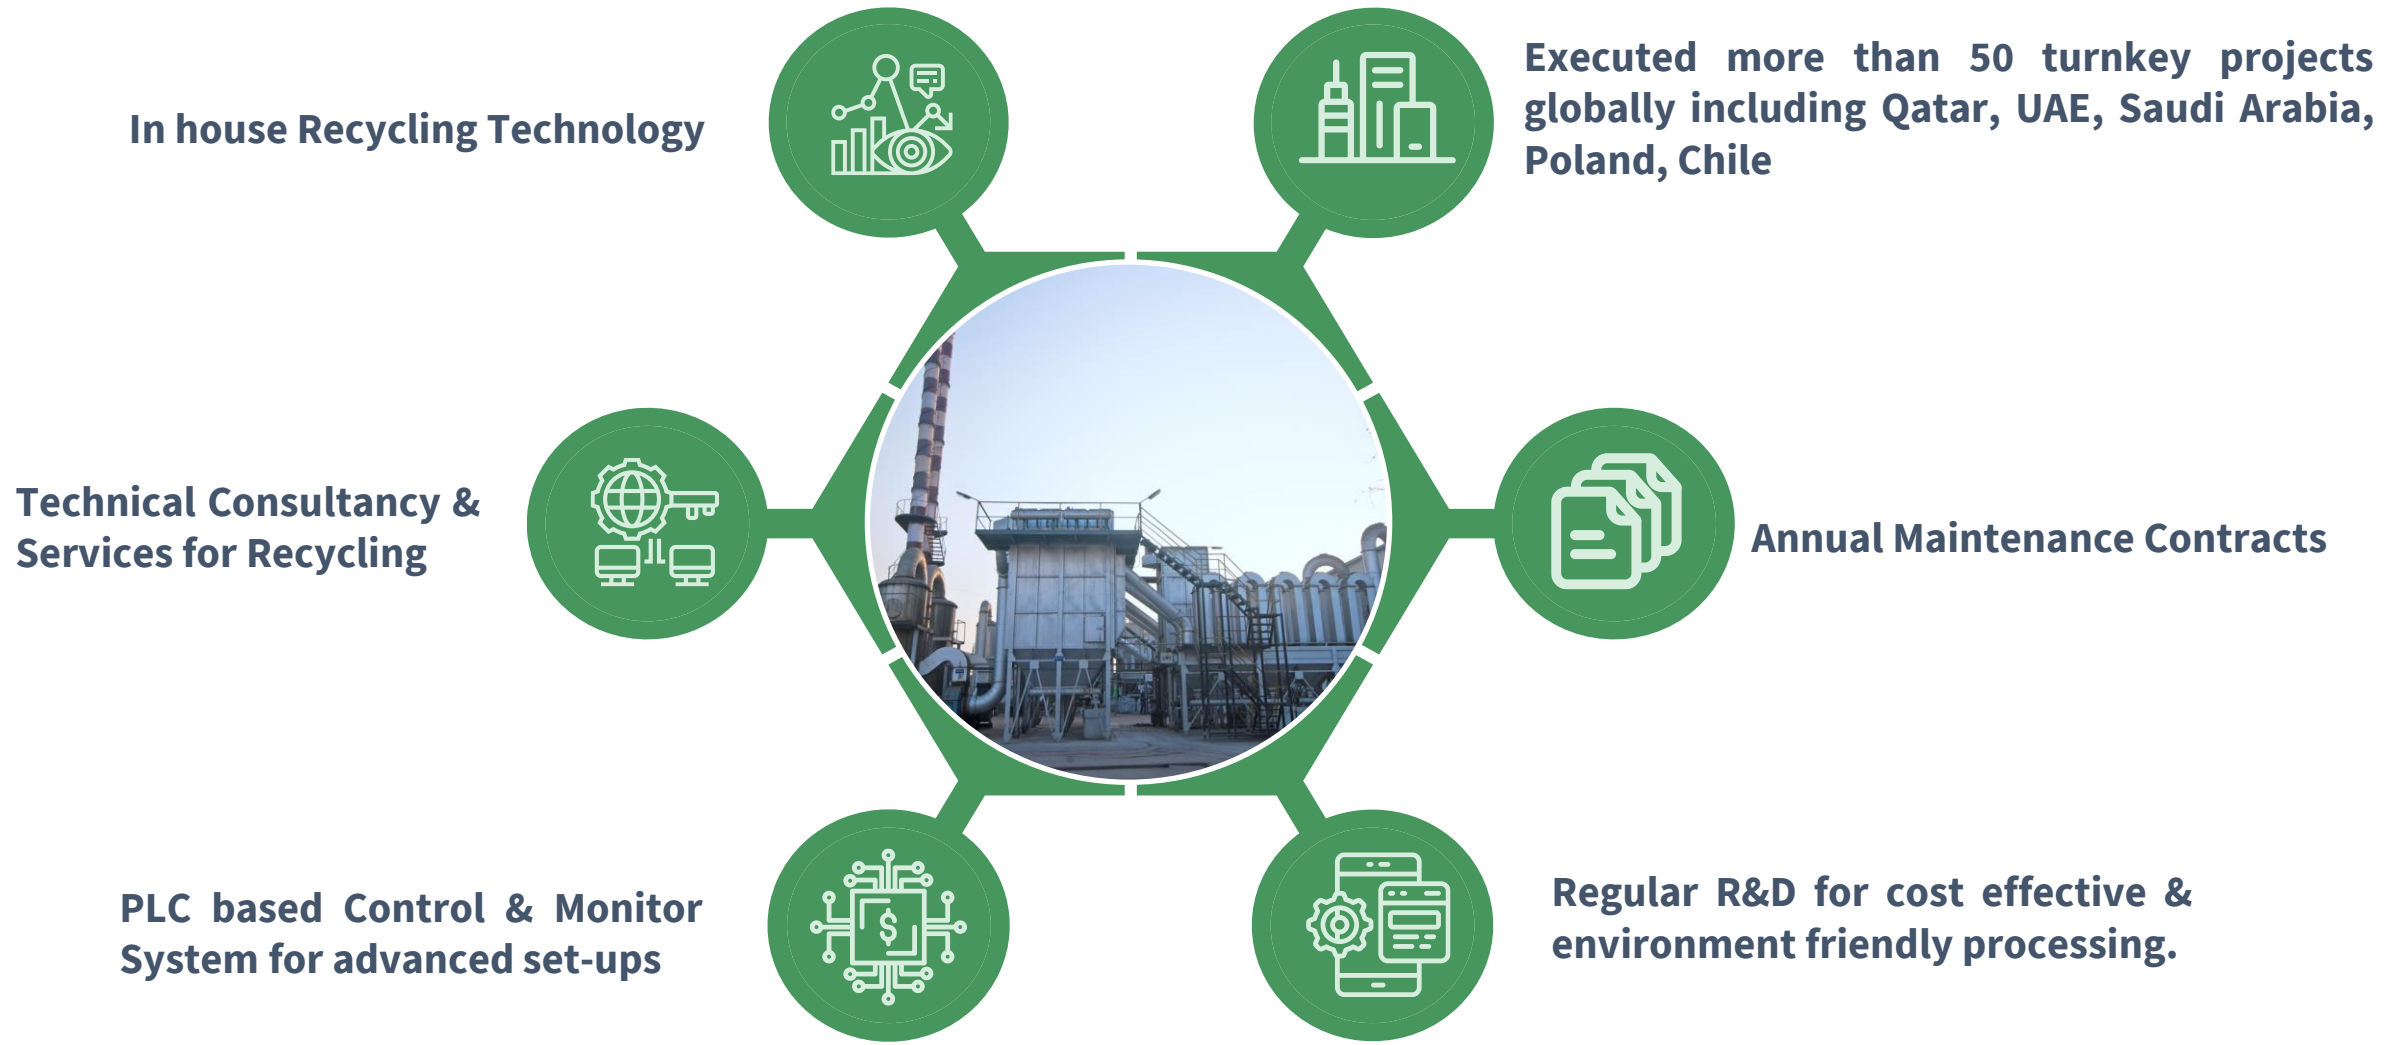 In house Recycling Technology
Executed more than 50 turnkey projects
globally including Qatar, UAE, Saudi Arabia,
Poland, Chile
Technical Consultancy &
Services for Recycling
Annual Maintenance Contracts
PLC based Control & Monitor
System for advanced set-ups
$
Regular R&D for cost effective &
environment friendly processing.